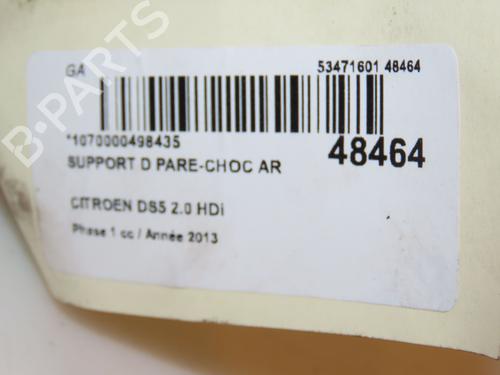 GA 53471601 48464
*1070000498435
48464
SUPPORT D PARE-CHOC AR
CITROEN DS5 2.0 HDi
Phase 1 cc / Année 2013
B-PARTS